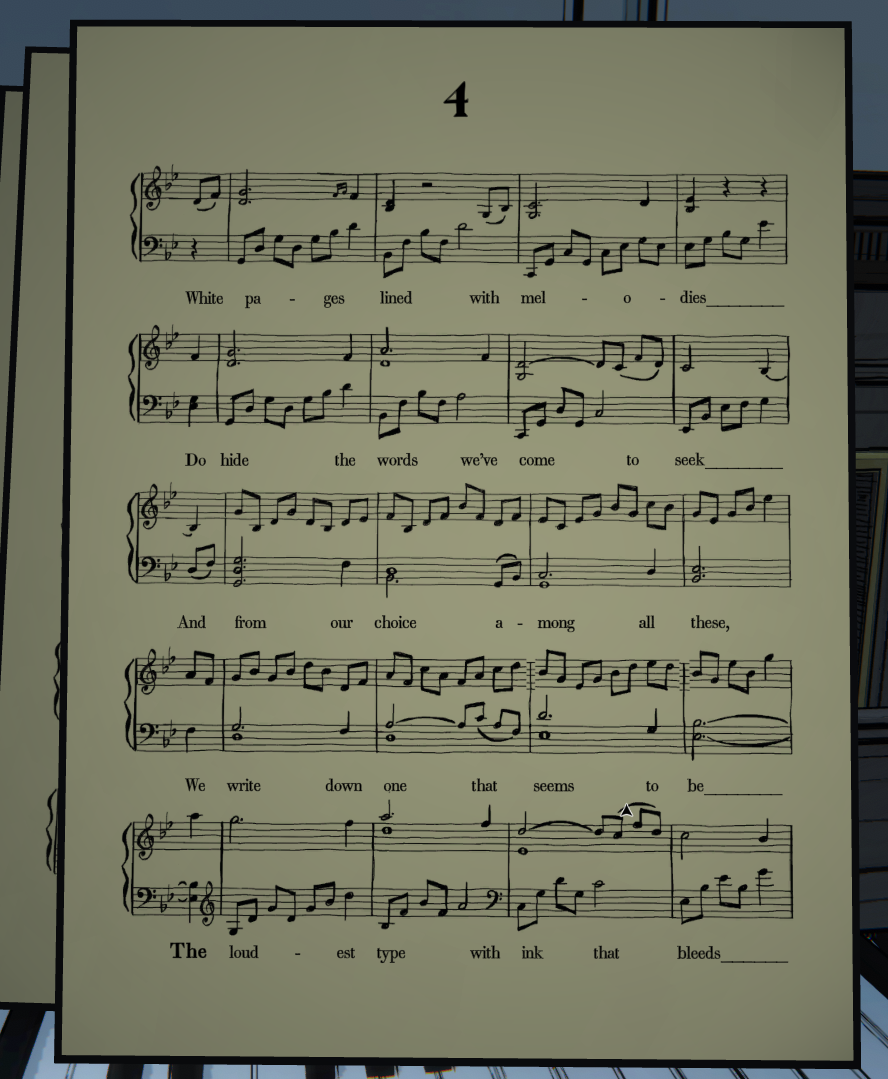 4
White pa - ges lined with mel - o - dies________
Do hide the words we've come to seek________
And from our choice a - mong all these,
We write down one that seems to be________
The loud - est type with ink that bleeds_______